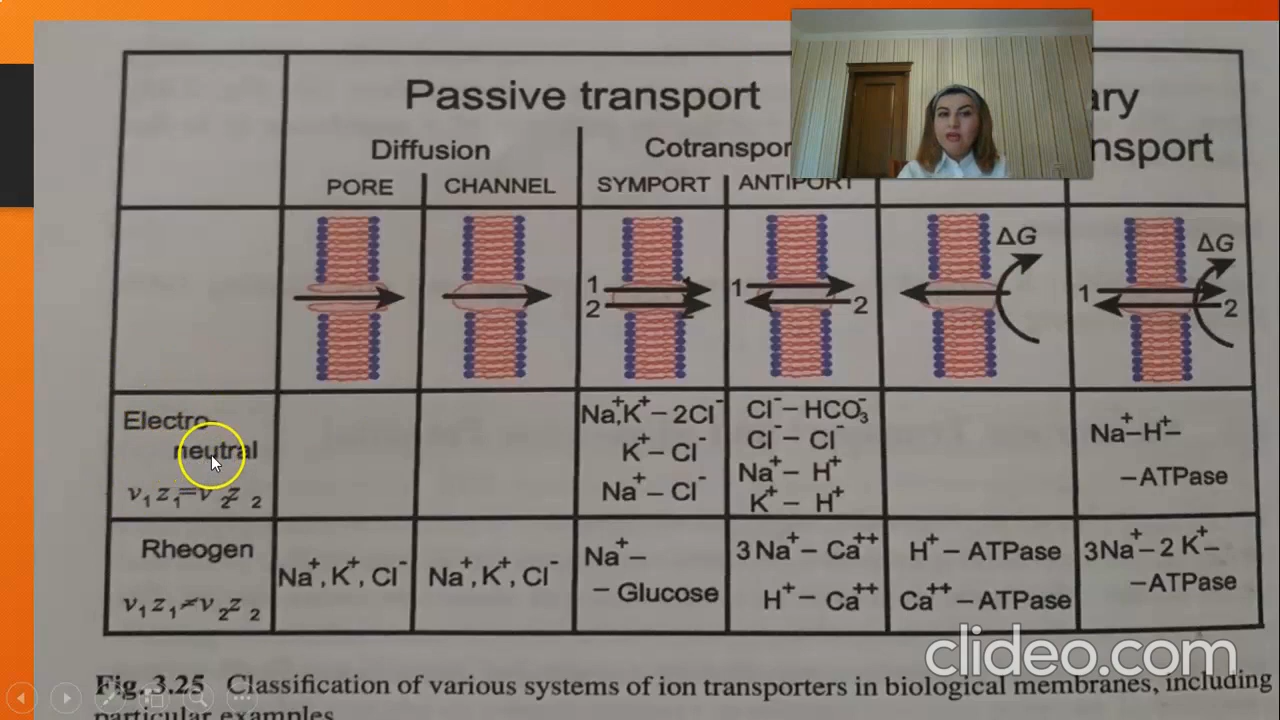 Passive transport
ary
nsport
Diffusion
Cotranspor
PORE
CHANNEL
SYMPORT
ANTIPORT
ΔG
ΔG
1
2
1
2
1
2
Electro-
neutral
ν₁z₁=ν₂z₂
Na⁺,K⁺–2Cl⁻
K⁺–Cl⁻
Na⁺–Cl⁻
Cl⁻–HCO₃⁻
Cl⁻–Cl⁻
Na⁺–H⁺
K⁺–H⁺
Na⁺–H⁺–
–ATPase
Rheogen
ν₁z₁≠ν₂z₂
Na⁺,K⁺,Cl⁻
Na⁺,K⁺,Cl⁻
Na⁺–
–Glucose
3Na⁺–Ca⁺⁺
H⁺–Ca⁺⁺
H⁺–ATPase
Ca⁺⁺–ATPase
3Na⁺–2K⁺–
–ATPase
clideo.com
Fig. 3.25 Classification of various systems of ion transporters in biological membranes, including
particular examples